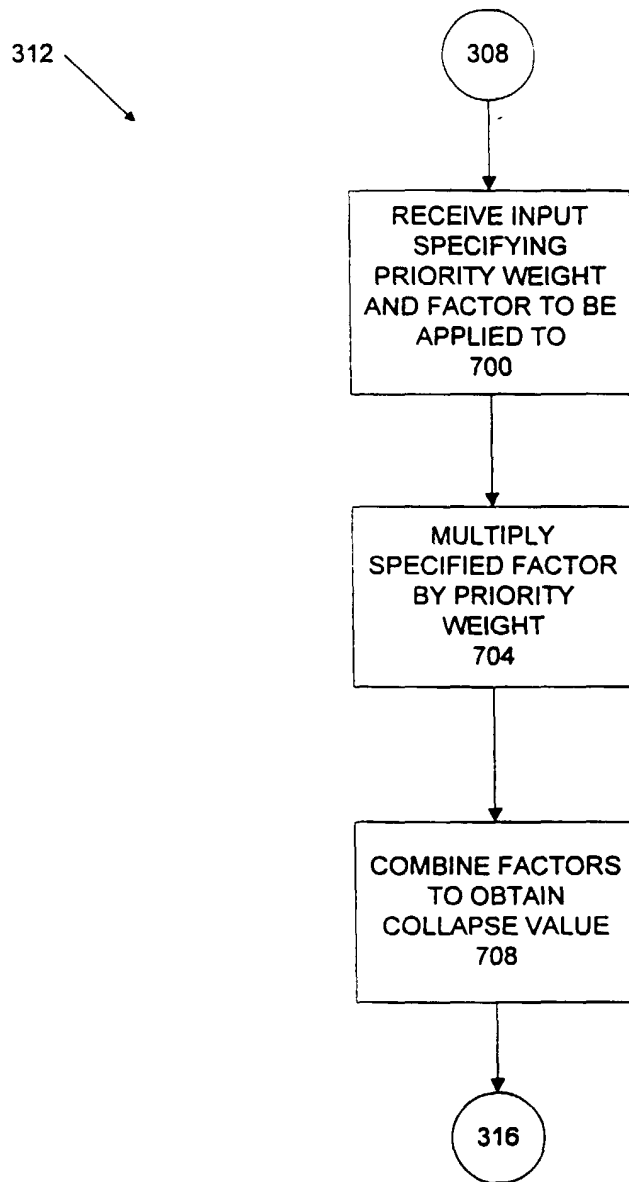 312
308
RECEIVE INPUT
SPECIFYING
PRIORITY WEIGHT
AND FACTOR TO BE
APPLIED TO
700
MULTIPLY
SPECIFIED FACTOR
BY PRIORITY
WEIGHT
704
COMBINE FACTORS
TO OBTAIN
COLLAPSE VALUE
708
316